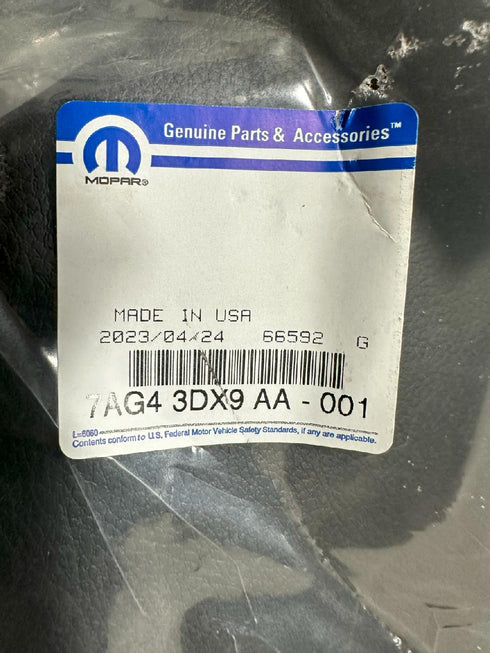 Genuine Parts & Accessories™
MOPAR®
MADE IN USA
2023/04/24 66592 G
7AG4 3DX9 AA - 001
L=6060
Contents conform to U.S. Federal Motor Vehicle Safety Standards, if any are applicable.